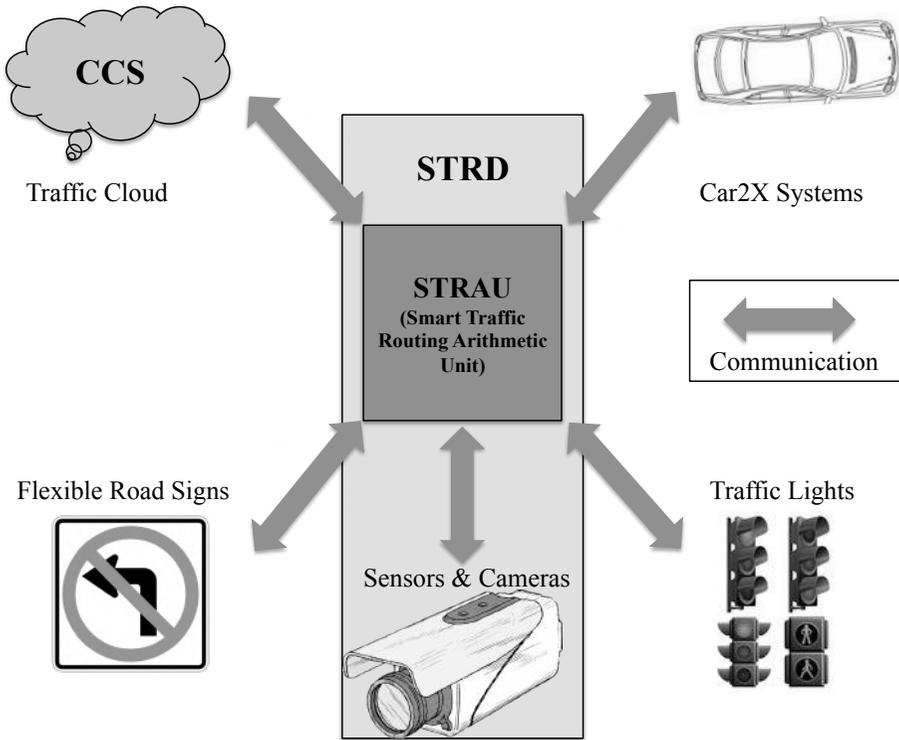 CCS
Traffic Cloud
STRD
Car2X Systems
STRAU
(Smart Traffic
Routing Arithmetic
Unit)
Communication
Flexible Road Signs
Sensors & Cameras
Traffic Lights